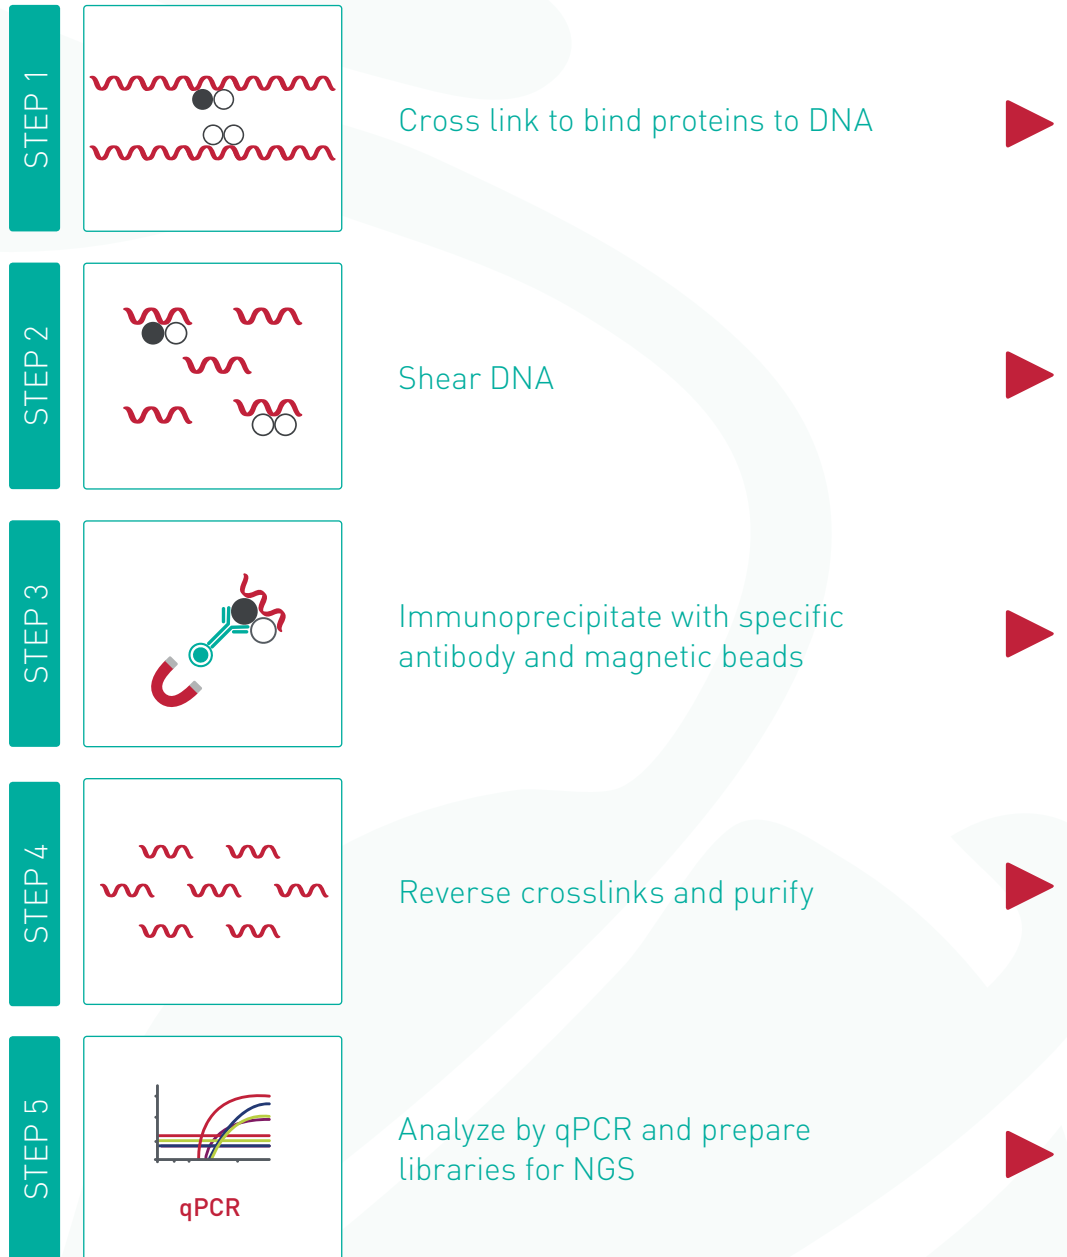 STEP 1
Cross link to bind proteins to DNA
STEP 2
Shear DNA
STEP 3
Immunoprecipitate with specific
antibody and magnetic beads
STEP 4
Reverse crosslinks and purify
STEP 5
qPCR
Analyze by qPCR and prepare
libraries for NGS